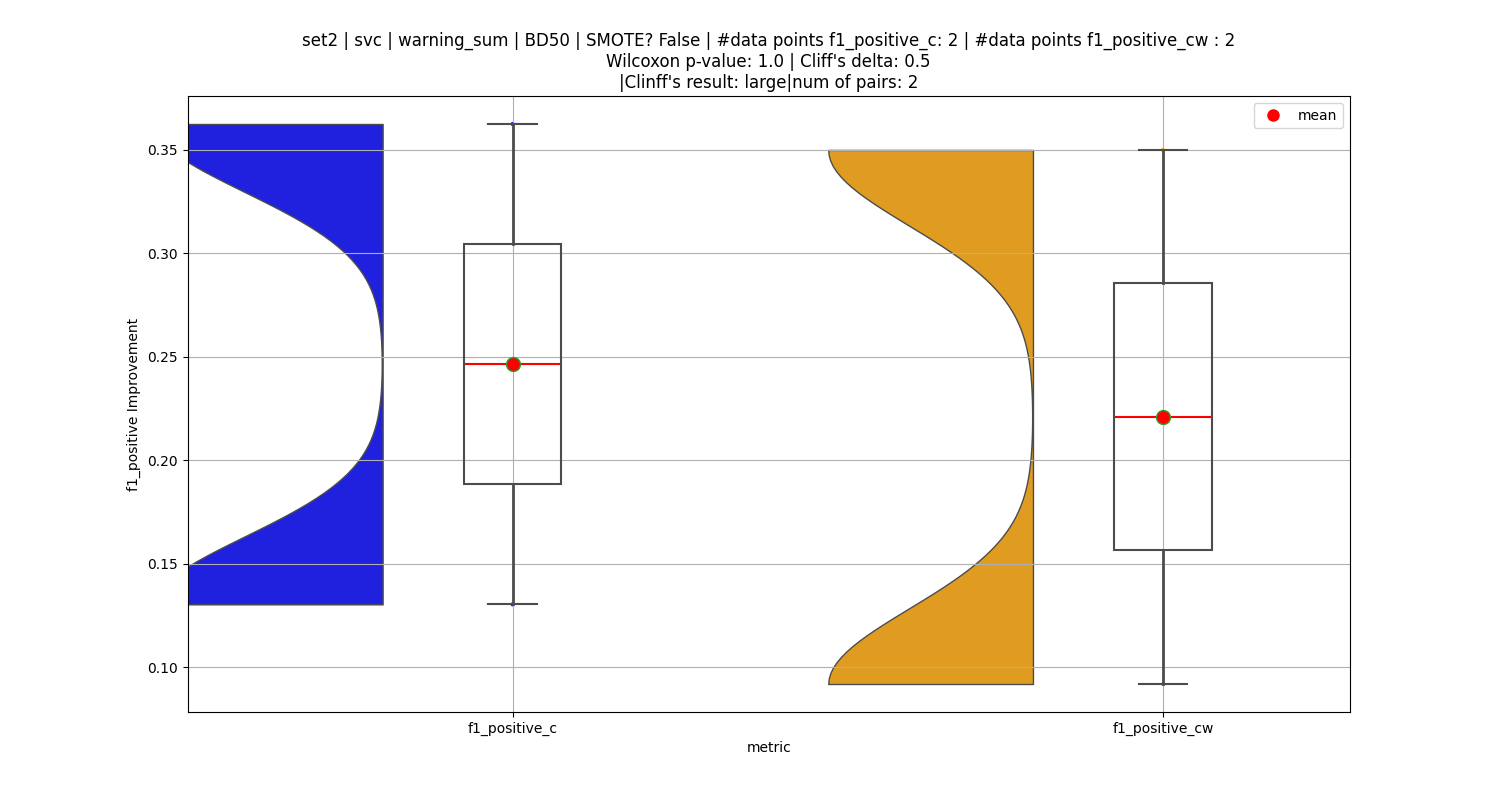 set2 | svc | warning_sum | BD50 | SMOTE? False | #data points f1_positive_c: 2 | #data points f1_positive_cw : 2
Wilcoxon p-value: 1.0 | Cliff's delta: 0.5
|Clinff's result: large|num of pairs: 2
mean
0.35
0.30
0.25
0.20
0.15
0.10
f1_positive Improvement
f1_positive_c
f1_positive_cw
metric